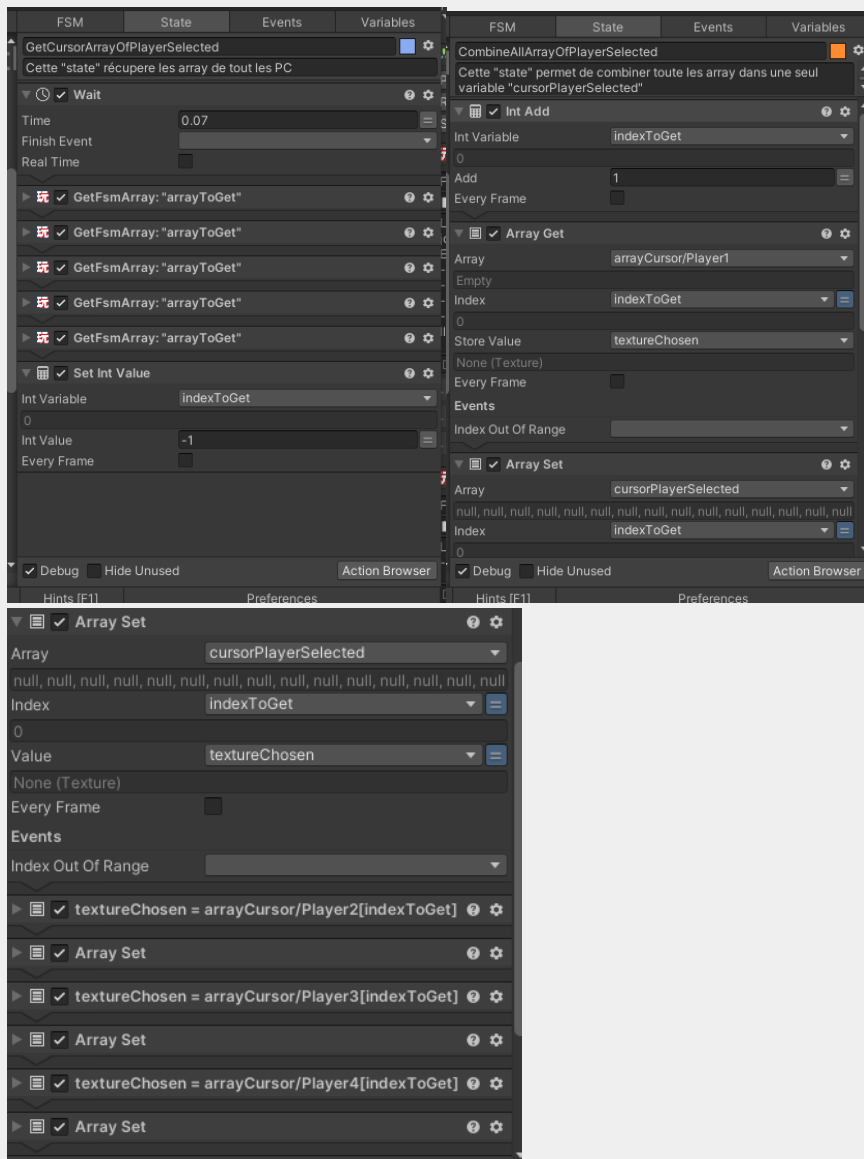 FSM State Events Variables
GetCursorArrayOfPlayerSelected
Cette "state" récupere les array de tout les PC
Wait
Time 0.07
Finish Event
Real Time
GetFsmArray: "arrayToGet"
GetFsmArray: "arrayToGet"
GetFsmArray: "arrayToGet"
GetFsmArray: "arrayToGet"
GetFsmArray: "arrayToGet"
Set Int Value
Int Variable indexToGet
0
Int Value -1
Every Frame
Debug Hide Unused Action Browser
Hints [F1] Preferences
FSM State Events Variables
CombineAllArrayOfPlayerSelected
Cette "state" permet de combiner toute les array dans une seul
variable "cursorPlayerSelected"
Int Add
Int Variable indexToGet
0
Add 1
Every Frame
Array Get
Array arrayCursor/Player1
Empty
Index indexToGet
0
Store Value textureChosen
None (Texture)
Every Frame
Events
Index Out Of Range
Array Set
Array cursorPlayerSelected
null, null, null, null, null, null, null, null, null, null, null, null, null, null, null
Index indexToGet
0
Debug Hide Unused Action Browser
Hints [F1] Preferences
Array Set
Array cursorPlayerSelected
null, null, null, null, null, null, null, null, null, null, null, null, null, null, null
Index indexToGet
0
Value textureChosen
None (Texture)
Every Frame
Events
Index Out Of Range
textureChosen = arrayCursor/Player2[indexToGet]
Array Set
textureChosen = arrayCursor/Player3[indexToGet]
Array Set
textureChosen = arrayCursor/Player4[indexToGet]
Array Set